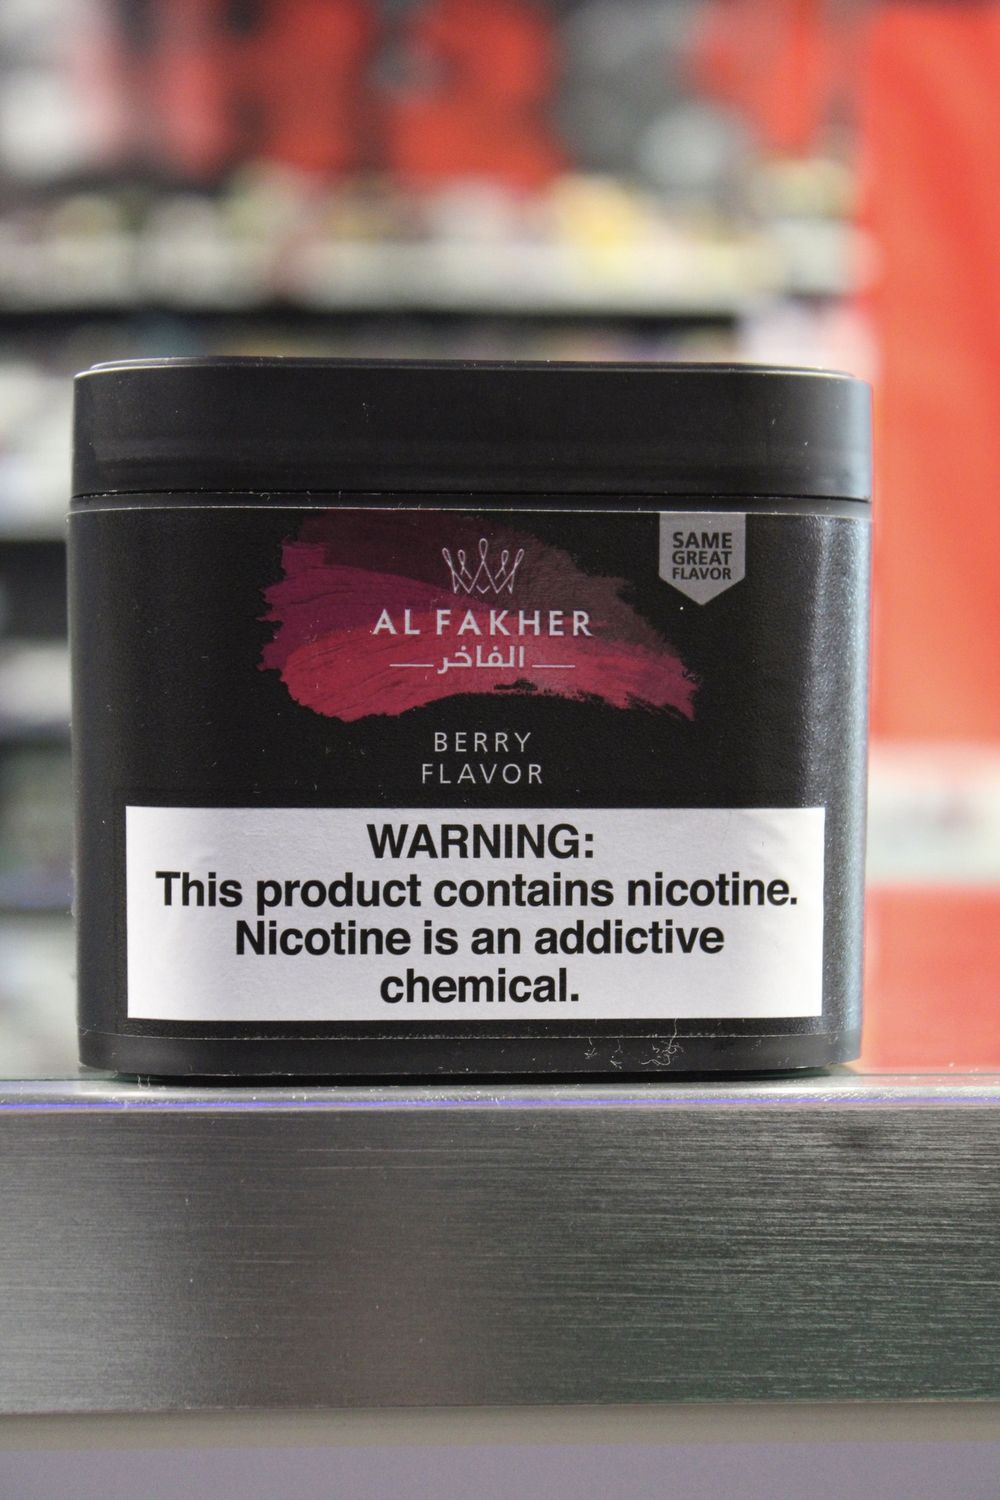 SAME
GREAT
FLAVOR
AL FAKHER
الفاخر
BERRY
FLAVOR
WARNING:
This product contains nicotine.
Nicotine is an addictive
chemical.